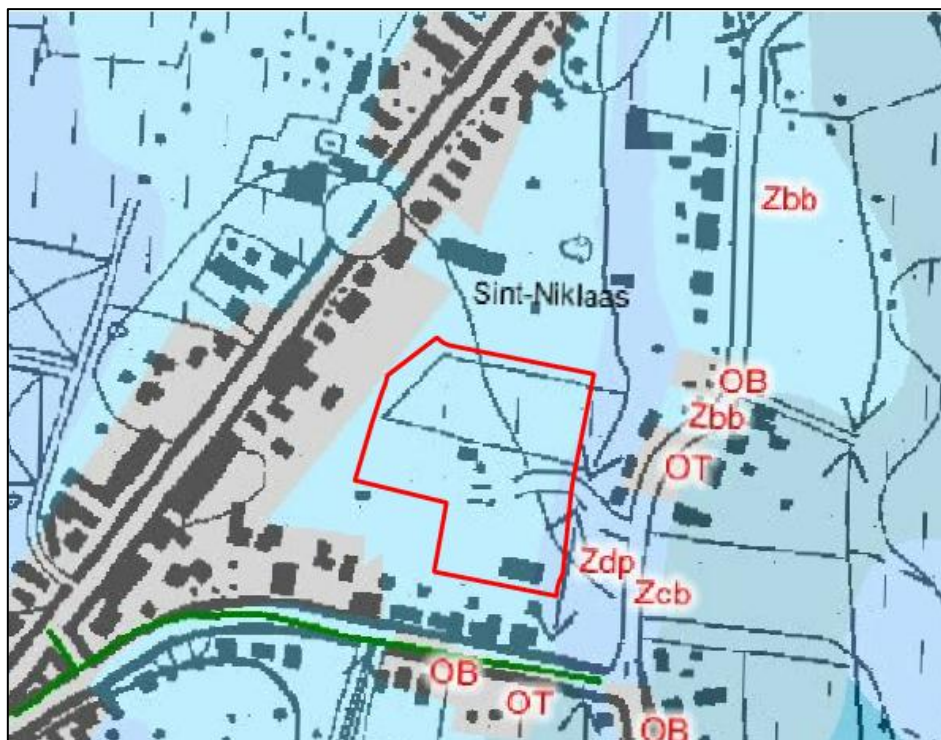 Zbb
Sint-Niklaas
OB
Zbb
OT
Zdp
Zcb
OB
OT
OB